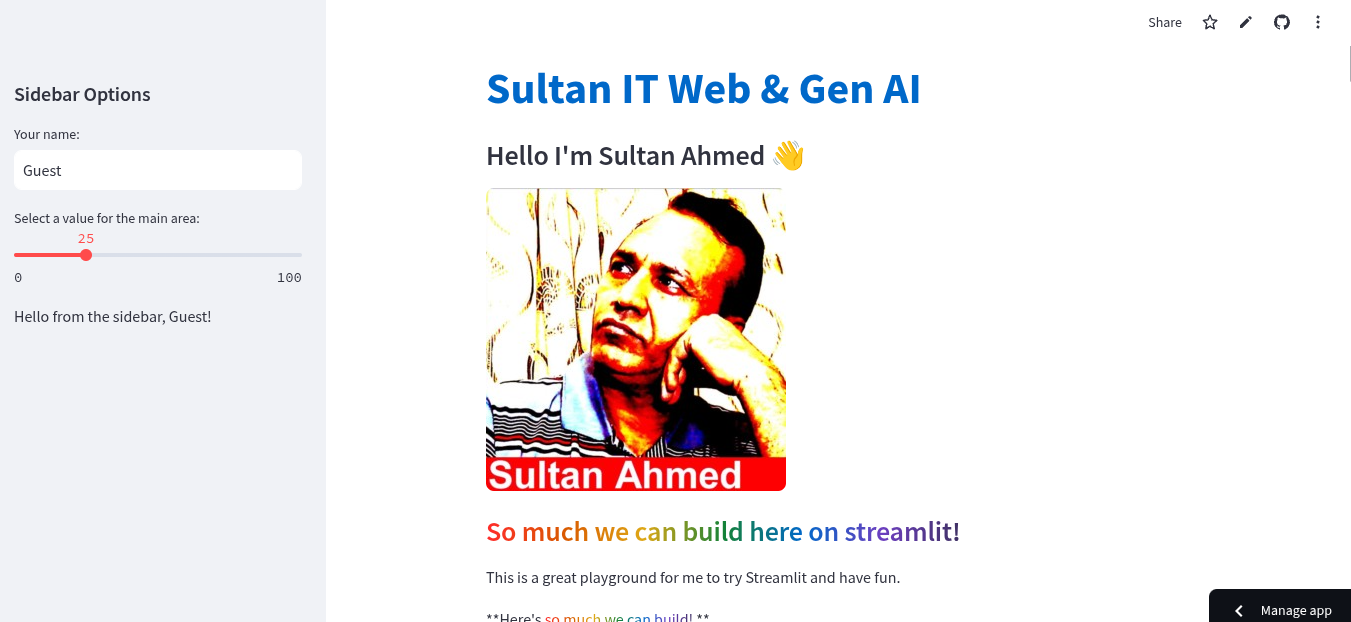 Share
Sidebar Options
Your name:
Guest
Select a value for the main area:
25
0 100
Hello from the sidebar, Guest!
Sultan IT Web & Gen AI
Hello I'm Sultan Ahmed 👋
Sultan Ahmed
So much we can build here on streamlit!
This is a great playground for me to try Streamlit and have fun.
**Here's so much we can build! **
Manage app